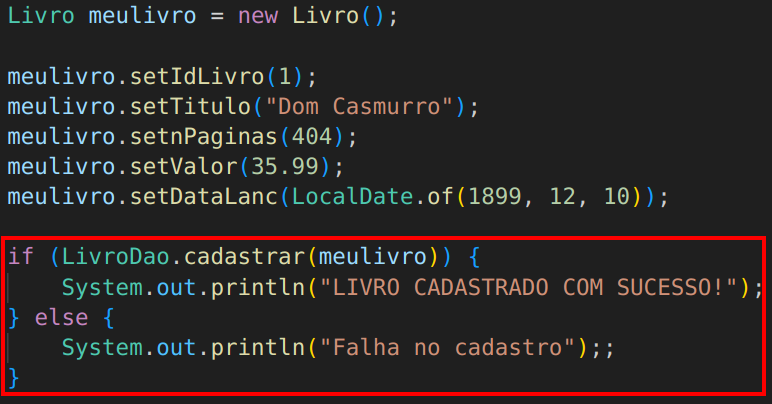 Livro meulivro = new Livro();
meulivro.setIdLivro(1);
meulivro.setTitulo("Dom Casmurro");
meulivro.setnPaginas(404);
meulivro.setValor(35.99);
meulivro.setDataLanc(LocalDate.of(1899, 12, 10));
if (LivroDao.cadastrar(meulivro)) {
System.out.println("LIVRO CADASTRADO COM SUCESSO!");
} else {
System.out.println("Falha no cadastro");;
}